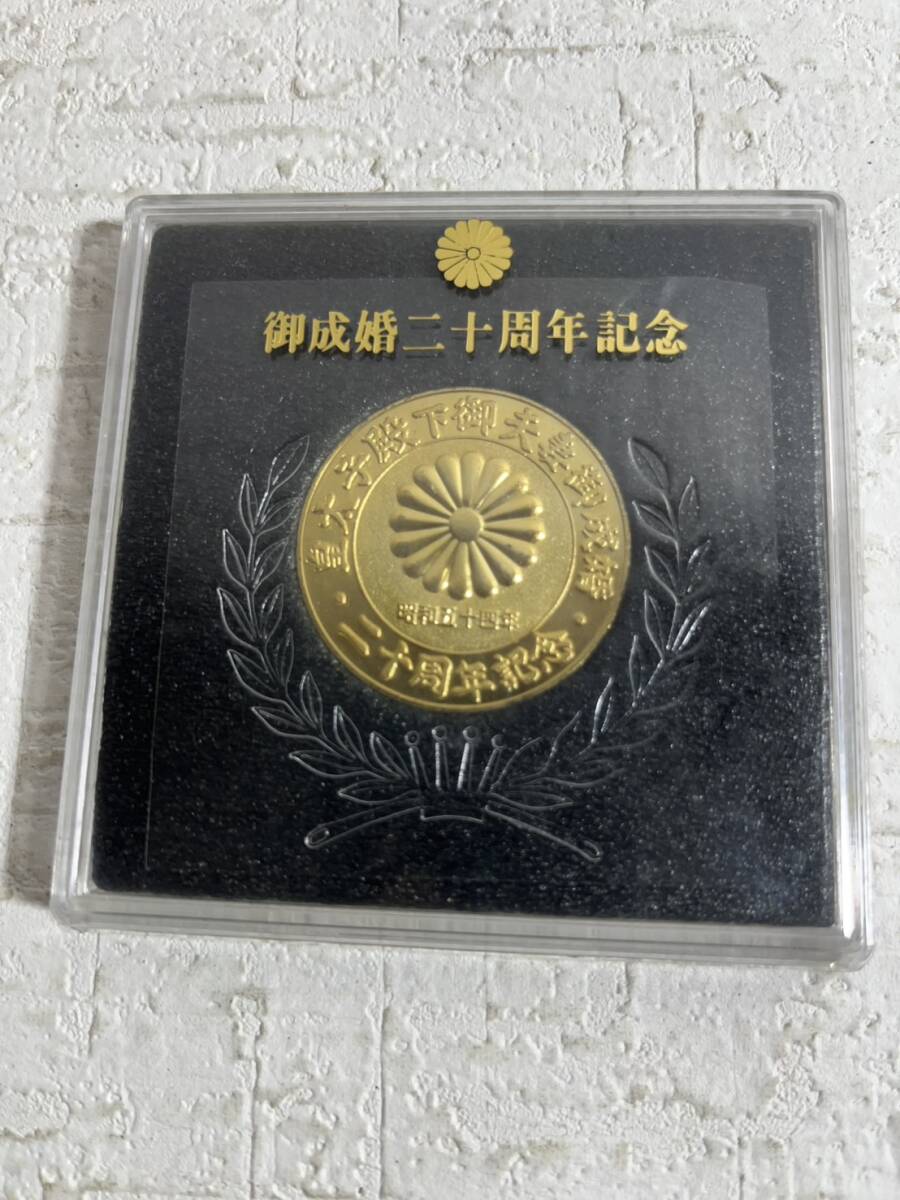 御成婚二十周年記念
皇太子殿下御夫妻御成婚
昭和五十四年
・二十周年記念・